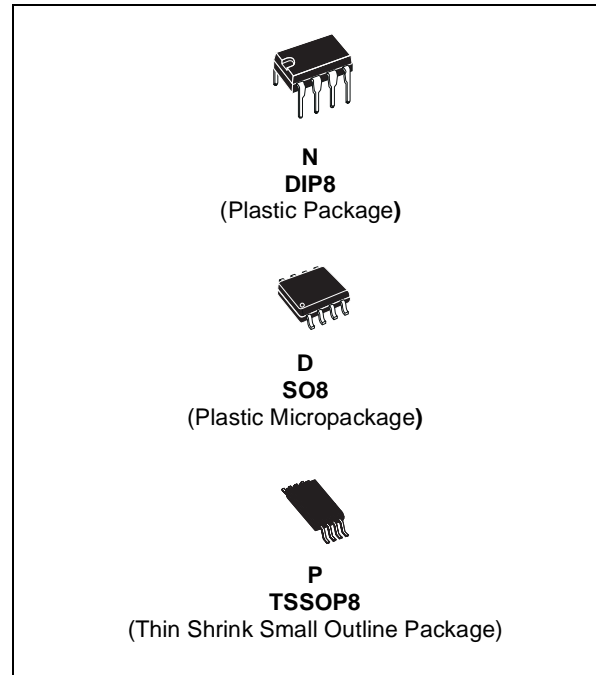 N
DIP8
(Plastic Package)
D
SO8
(Plastic Micropackage)
P
TSSOP8
(Thin Shrink Small Outline Package)